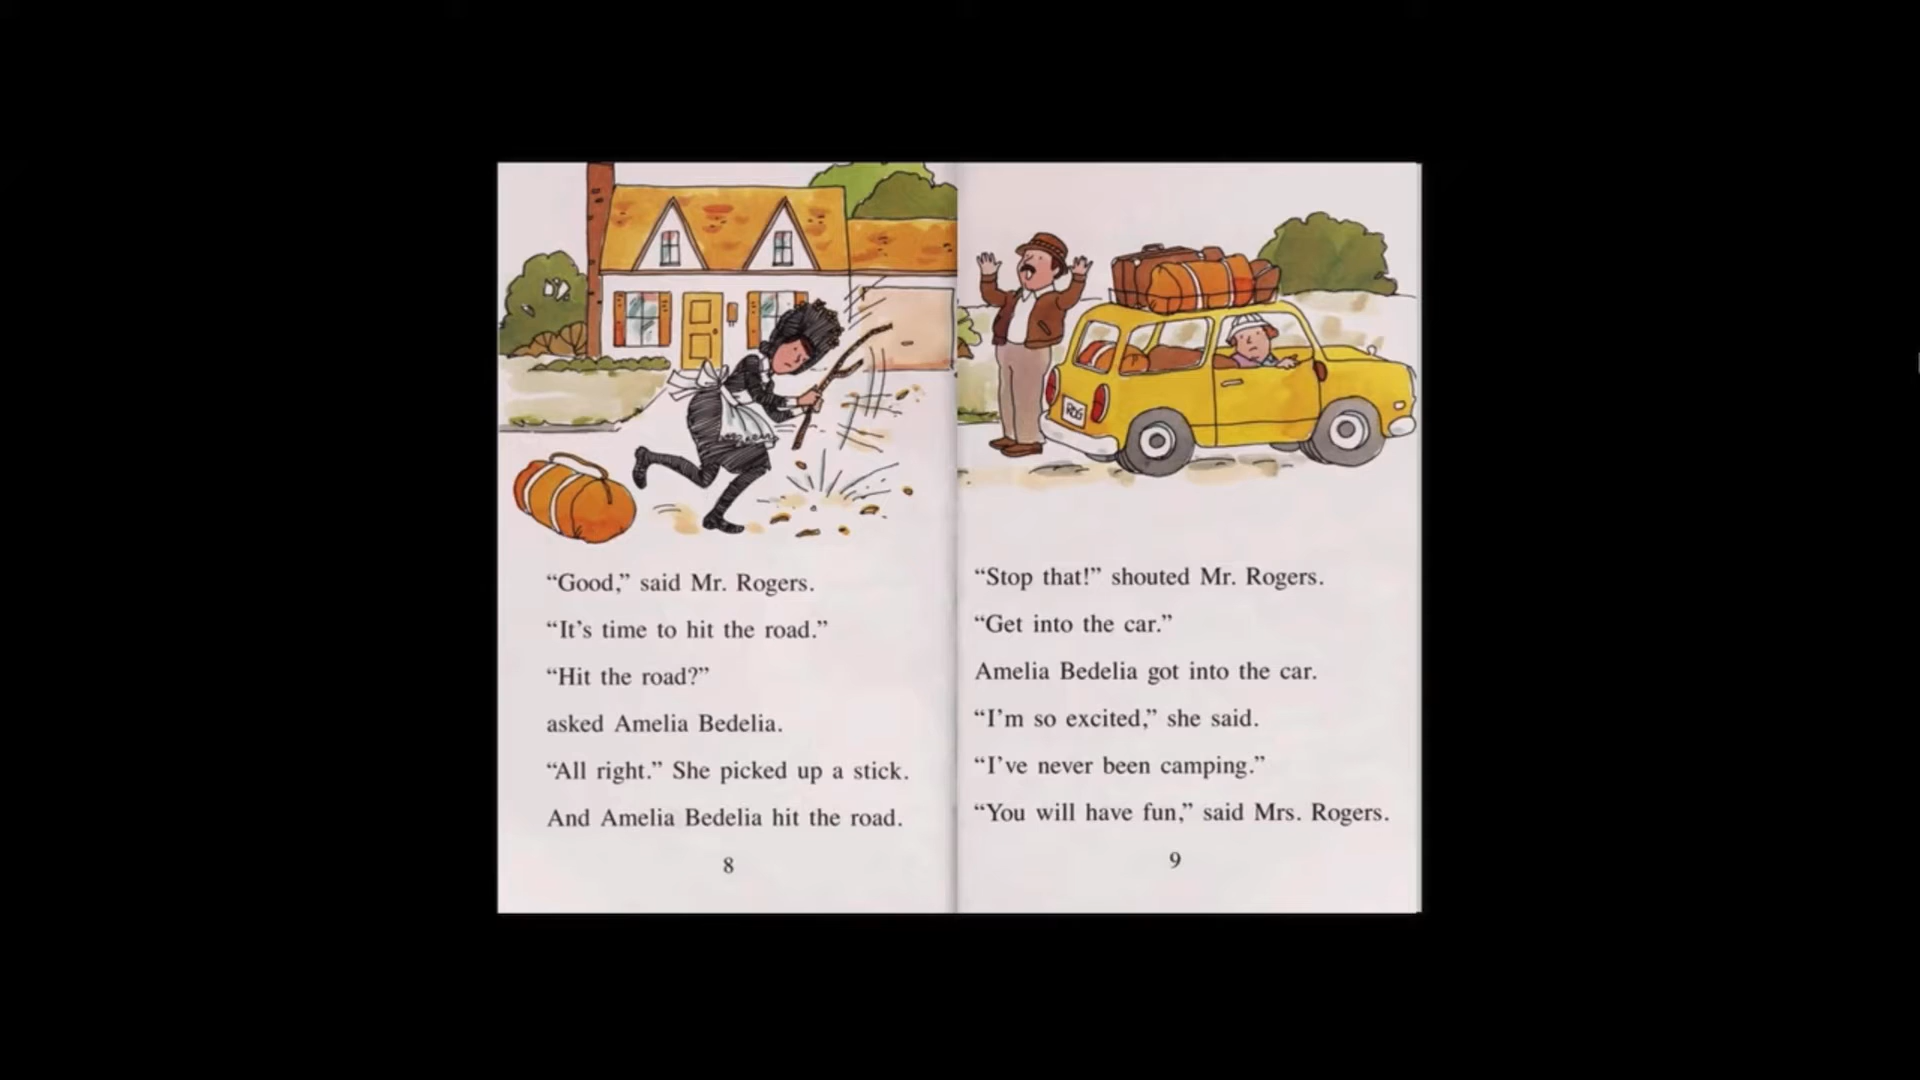 “Good,” said Mr. Rogers.
“It’s time to hit the road.”
“Hit the road?”
asked Amelia Bedelia.
“All right.” She picked up a stick.
And Amelia Bedelia hit the road.
8
ROG
“Stop that!” shouted Mr. Rogers.
“Get into the car.”
Amelia Bedelia got into the car.
“I’m so excited,” she said.
“I’ve never been camping.”
“You will have fun,” said Mrs. Rogers.
9